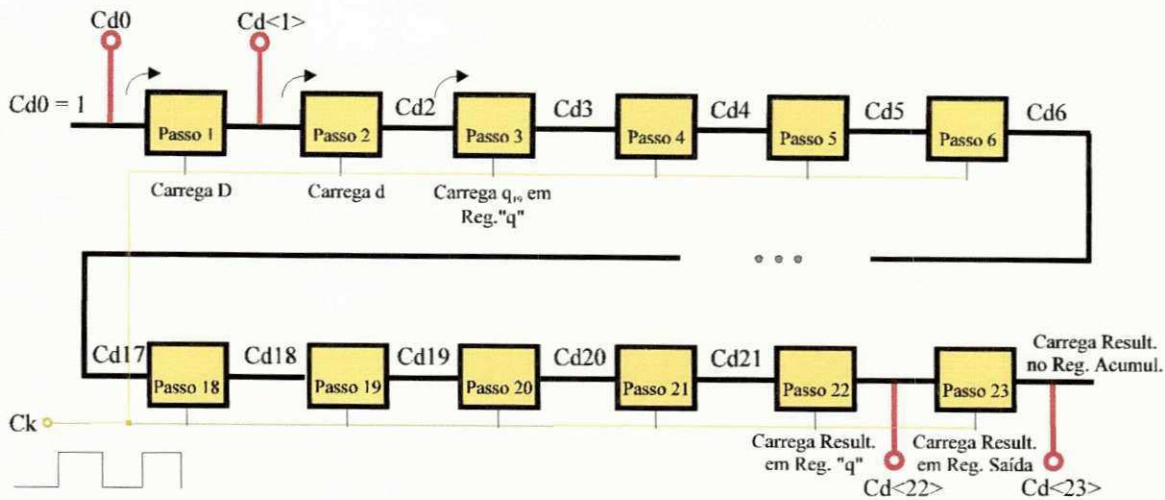 Cd0
Cd<1>
Cd0 = 1
Passo 1
Passo 2
Cd2
Passo 3
Cd3
Passo 4
Cd4
Passo 5
Cd5
Passo 6
Cd6
Carrega D
Carrega d
Carrega q₁₉ em
Reg."q"
Cd17
Passo 18
Cd18
Passo 19
Cd19
Passo 20
Cd20
Passo 21
Cd21
Passo 22
Passo 23
Carrega Result.
no Reg. Acumul.
Ck
Carrega Result.
em Reg. "q"
Carrega Result.
em Reg. Saída
Cd<22>
Cd<23>